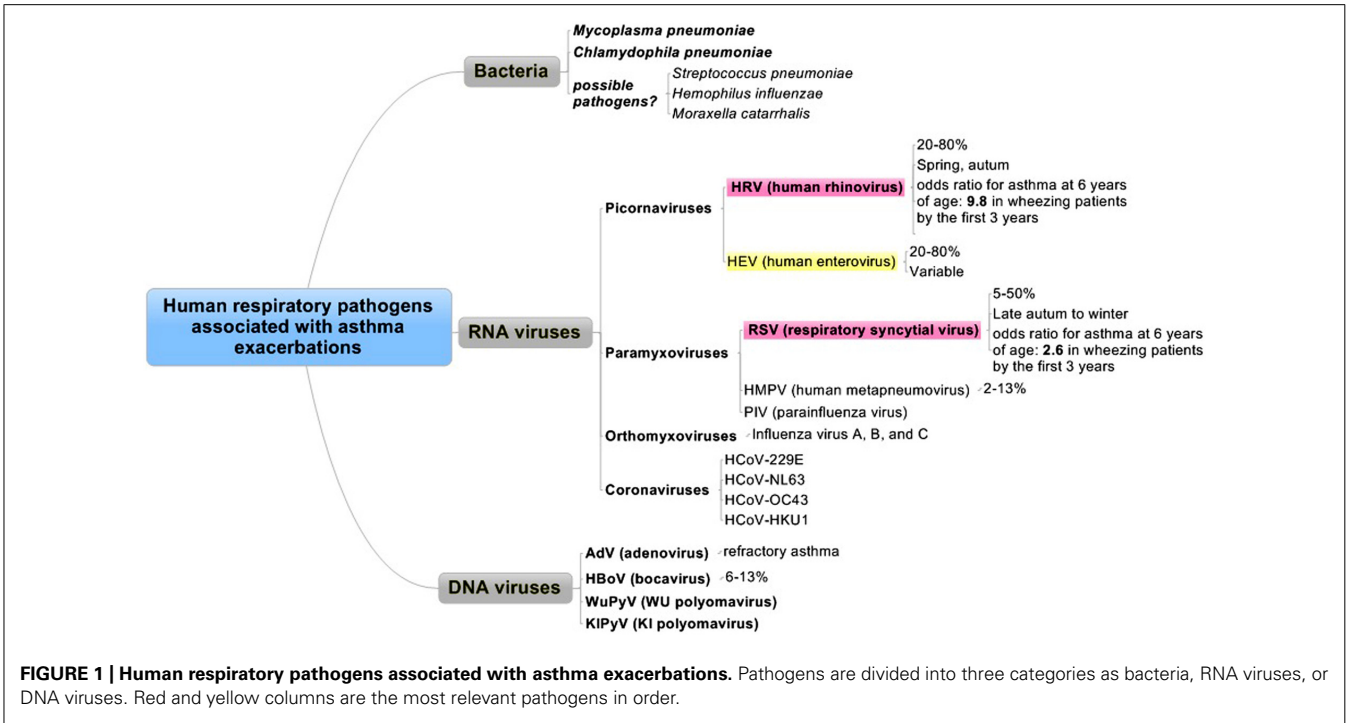 Mycoplasma pneumoniae
Chlamydophila pneumoniae
Bacteria
possible
pathogens?
Streptococcus pneumoniae
Hemophilus influenzae
Moraxella catarrhalis
Human respiratory pathogens
associated with asthma
exacerbations
RNA viruses
Picornaviruses
HRV (human rhinovirus)
20-80%
Spring, autum
odds ratio for asthma at 6 years
of age: 9.8 in wheezing patients
by the first 3 years
HEV (human enterovirus)
20-80%
Variable
Paramyxoviruses
RSV (respiratory syncytial virus)
5-50%
Late autum to winter
odds ratio for asthma at 6 years
of age: 2.6 in wheezing patients
by the first 3 years
HMPV (human metapneumovirus)
2-13%
PIV (parainfluenza virus)
Orthomyxoviruses
Influenza virus A, B, and C
Coronaviruses
HCoV-229E
HCoV-NL63
HCoV-OC43
HCoV-HKU1
DNA viruses
AdV (adenovirus)
refractory asthma
HBoV (bocavirus)
6-13%
WuPyV (WU polyomavirus)
KIPyV (KI polyomavirus)
FIGURE 1 | Human respiratory pathogens associated with asthma exacerbations. Pathogens are divided into three categories as bacteria, RNA viruses, or
DNA viruses. Red and yellow columns are the most relevant pathogens in order.